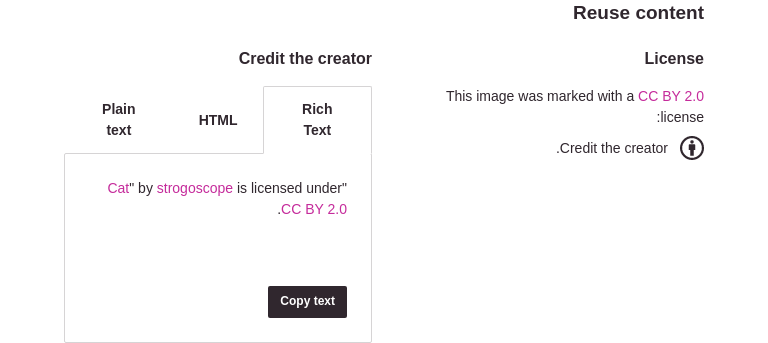 Reuse content
License
This image was marked with a CC BY 2.0
:license
.Credit the creator
Credit the creator
Rich
Text
HTML
Plain
text
Cat" by strogoscope is licensed under"
.CC BY 2.0
Copy text